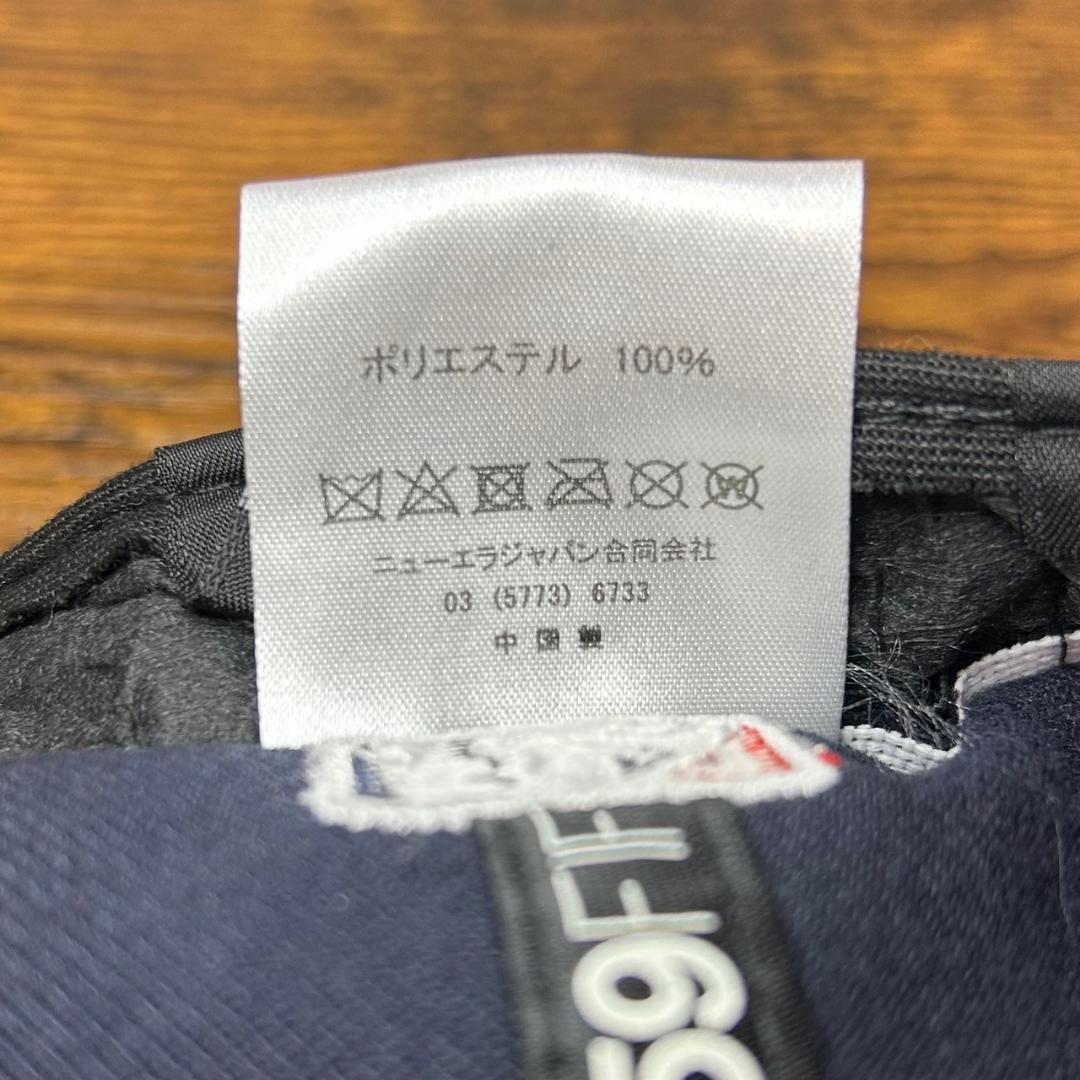 ポリエステル 100%
W
ニューエラジャパン合同会社
03 (5773) 6733
中国製
59FIF